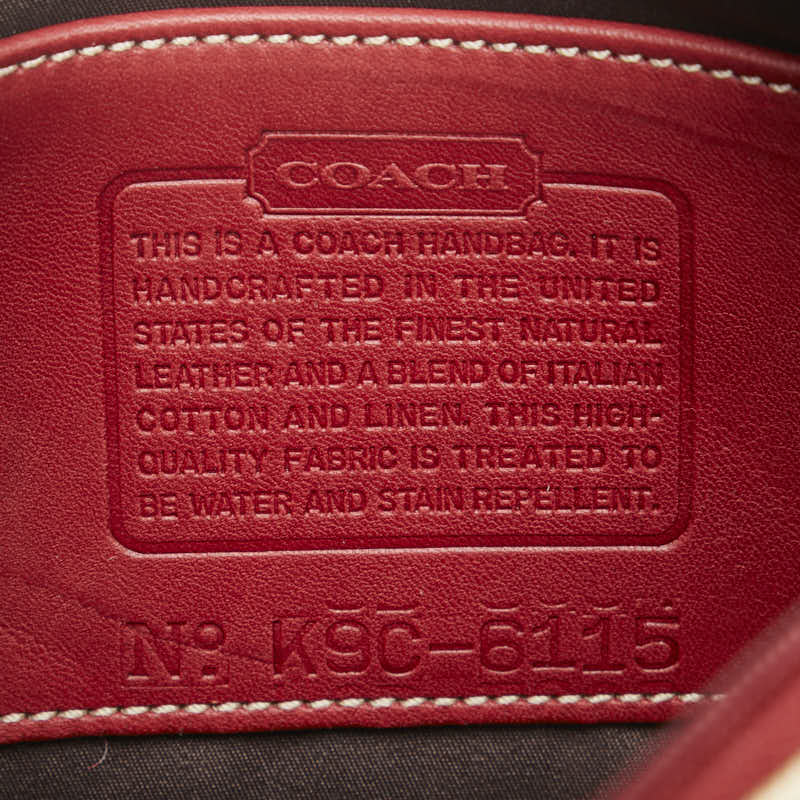 COACH
THIS IS A COACH HANDBAG. IT IS
HANDCRAFTED IN THE UNITED
STATES OF THE FINEST NATURAL
LEATHER AND A BLEND OF ITALIAN
COTTON AND LINEN. THIS HIGH-
QUALITY FABRIC IS TREATED TO
BE WATER AND STAIN REPELLENT.
No. K9C-6115